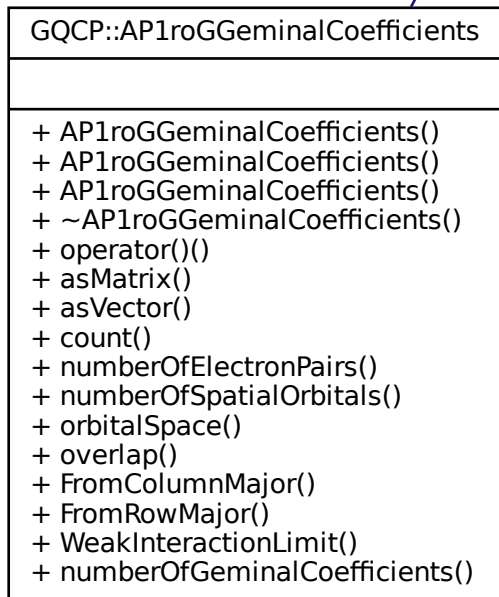 GQCP::AP1roGGeminalCoefficients
+ AP1roGGeminalCoefficients()
+ AP1roGGeminalCoefficients()
+ AP1roGGeminalCoefficients()
+ ~AP1roGGeminalCoefficients()
+ operator()()
+ asMatrix()
+ asVector()
+ count()
+ numberOfElectronPairs()
+ numberOfSpatialOrbitals()
+ orbitalSpace()
+ overlap()
+ FromColumnMajor()
+ FromRowMajor()
+ WeakInteractionLimit()
+ numberOfGeminalCoefficients()